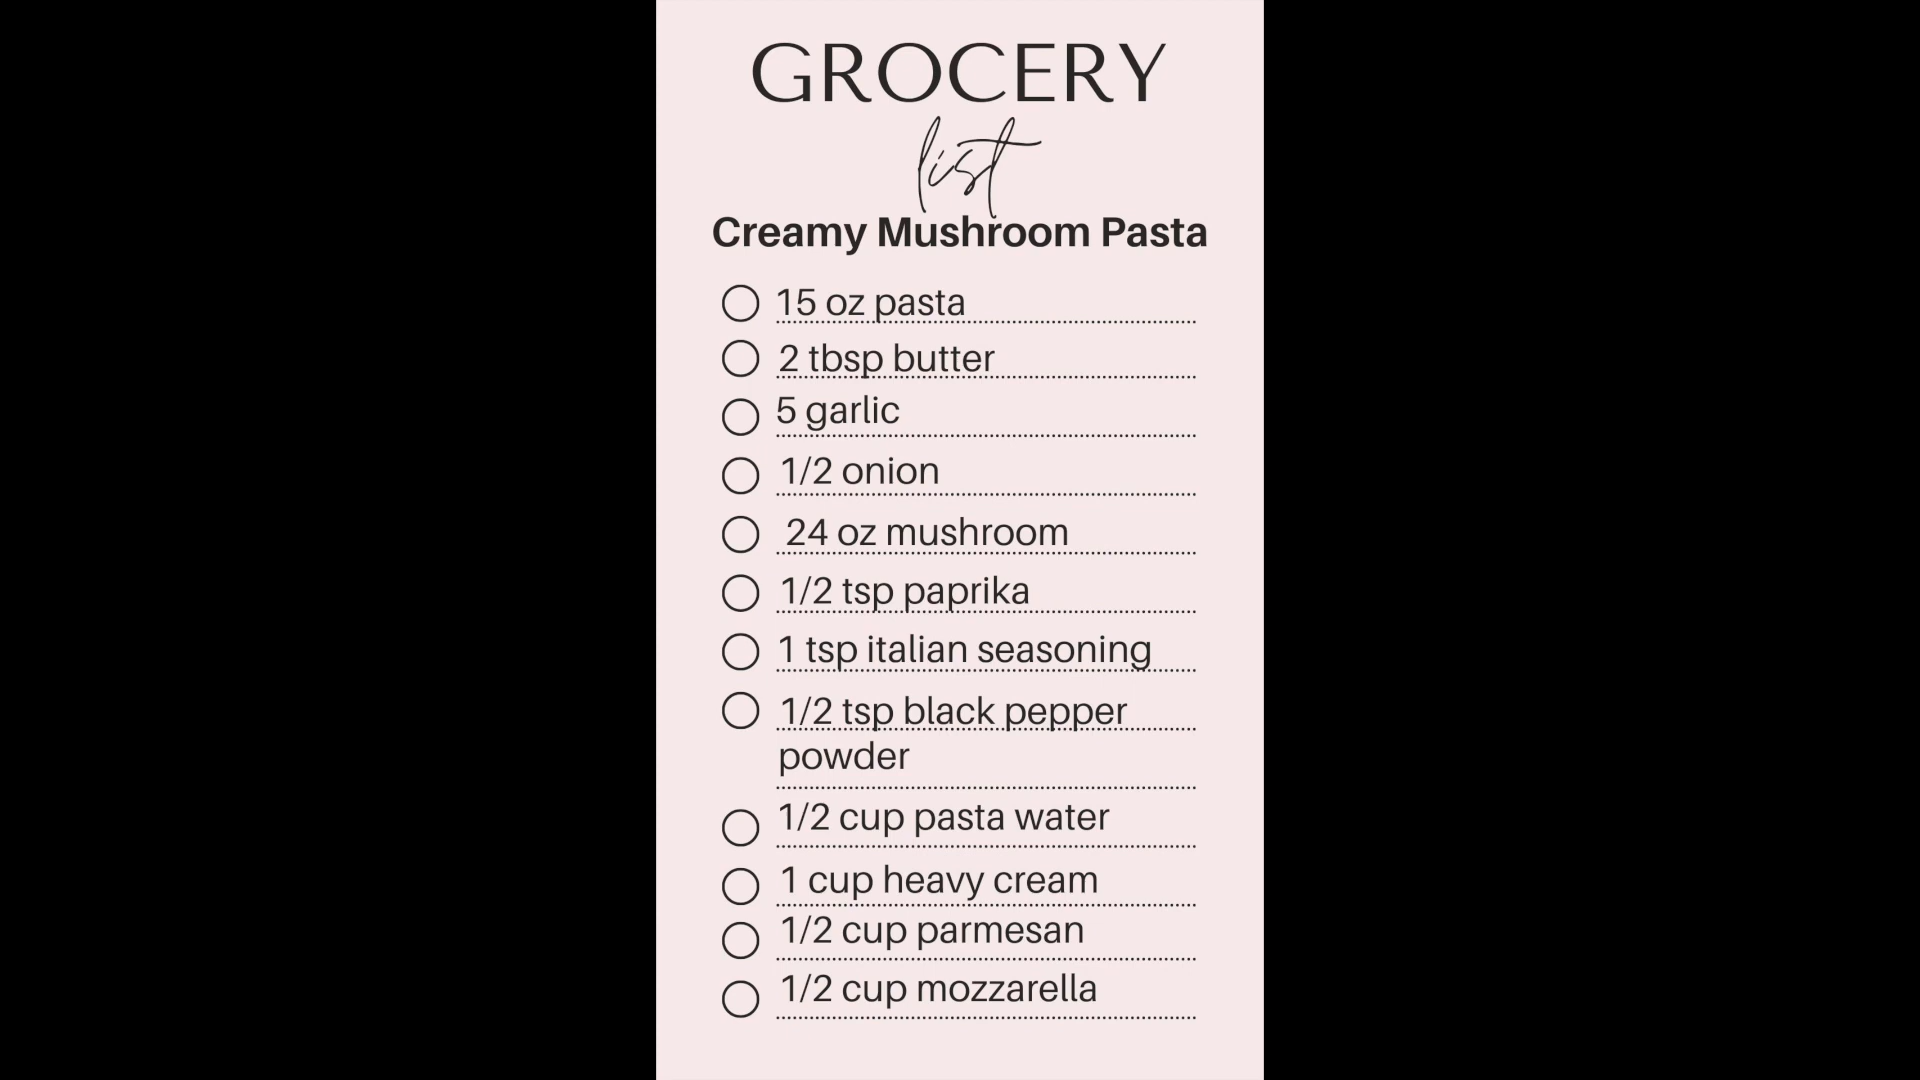 GROCERY
list
Creamy Mushroom Pasta
15 oz pasta
2 tbsp butter
5 garlic
1/2 onion
24 oz mushroom
1/2 tsp paprika
1 tsp italian seasoning
1/2 tsp black pepper
powder
1/2 cup pasta water
1 cup heavy cream
1/2 cup parmesan
1/2 cup mozzarella